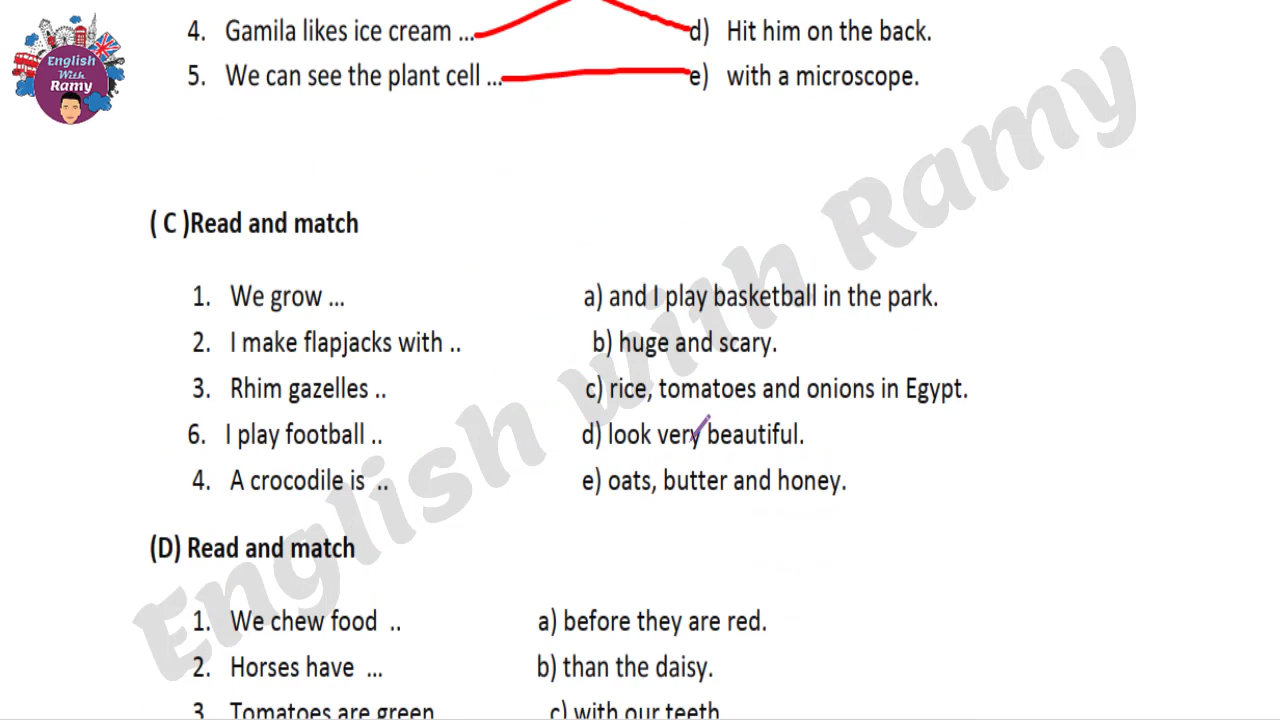 English
With
Ramy
4. Gamila likes ice cream ... d) Hit him on the back.
5. We can see the plant cell ... e) with a microscope.
( C )Read and match
1. We grow ... a) and I play basketball in the park.
2. I make flapjacks with .. b) huge and scary.
3. Rhim gazelles .. c) rice, tomatoes and onions in Egypt.
6. I play football .. d) look very beautiful.
4. A crocodile is .. e) oats, butter and honey.
(D) Read and match
1. We chew food .. a) before they are red.
2. Horses have ... b) than the daisy.
3 Tomatoes are green c) with our teeth
English with Ramy